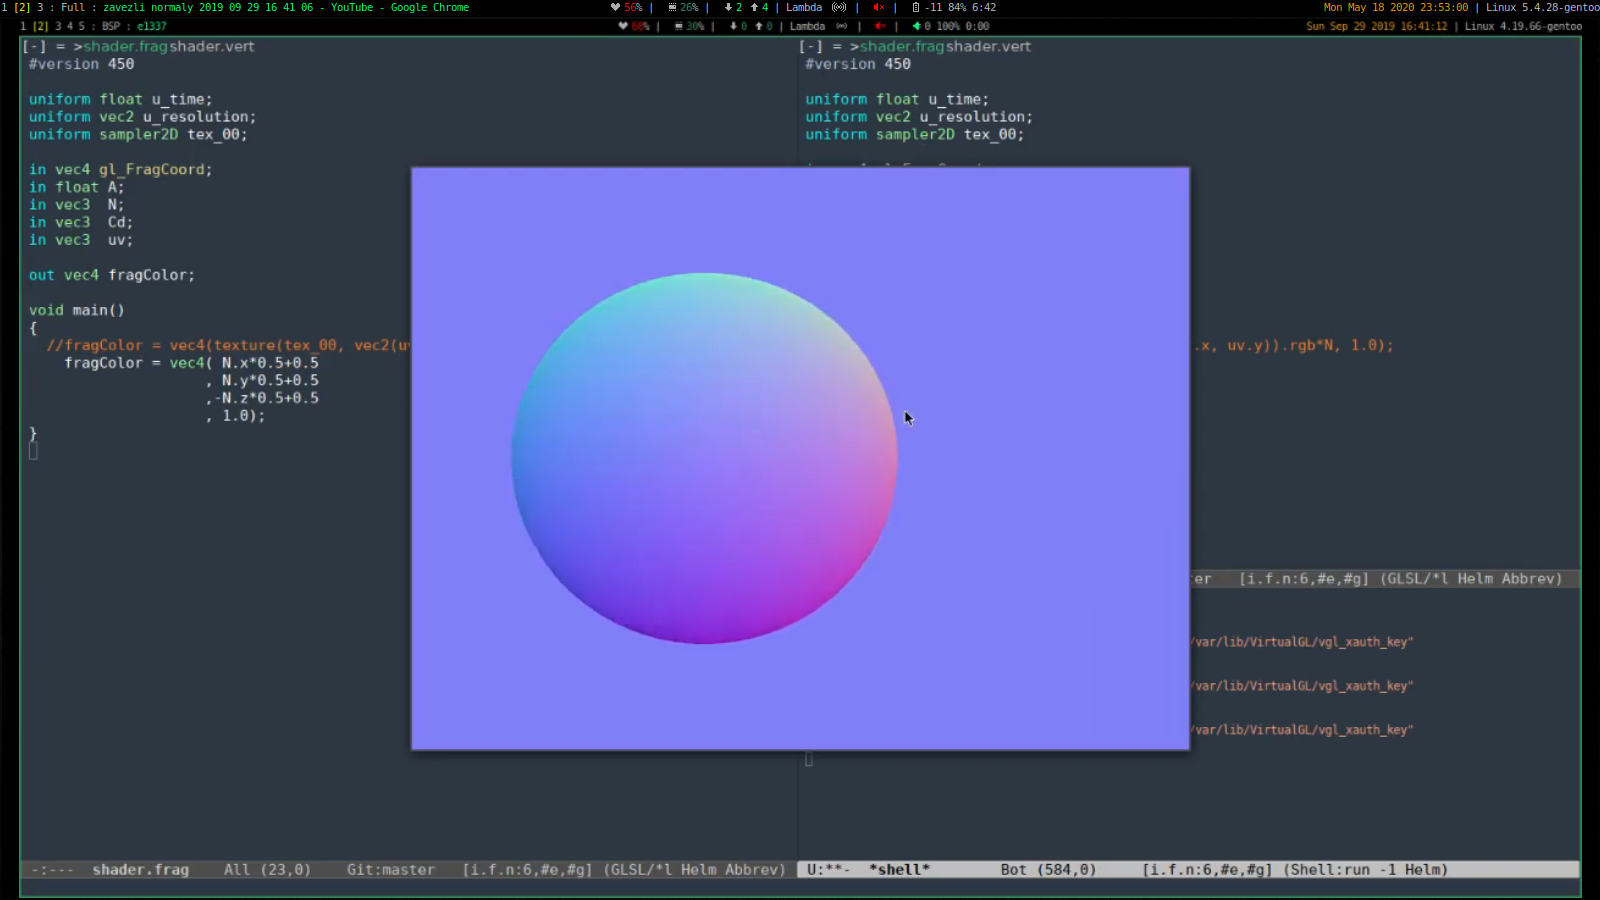 1 [2] 3 : Full : zavezli normaly 2019 09 29 16 41 06 - YouTube - Google Chrome 56% | 26% | 2 4 | Lambda | | -11 84% 6:42 Mon May 18 2020 23:53:00 | Linux 5.4.28-gentoo
1 [2] 3 4 5 : BSP : e1337 60% | 30% | 0 0 | Lambda | | 0 100% 0:00 Sun Sep 29 2019 16:41:12 | Linux 4.19.66-gentoo
[-] = >shader.fragshader.vert
#version 450
uniform float u_time;
uniform vec2 u_resolution;
uniform sampler2D tex_00;
in vec4 gl_FragCoord;
in float A;
in vec3  N;
in vec3  Cd;
in vec3  uv;
out vec4 fragColor;
void main()
{
//fragColor = vec4(texture(tex_00, vec2(u
fragColor = vec4( N.x*0.5+0.5
, N.y*0.5+0.5
,-N.z*0.5+0.5
, 1.0);
}
-:---  shader.frag    All (23,0)    Git:master   [i.f.n:6,#e,#g] (GLSL/*l Helm Abbrev)
[-] = >shader.fragshader.vert
#version 450
uniform float u_time;
uniform vec2 u_resolution;
uniform sampler2D tex_00;
.x, uv.y)).rgb*N, 1.0);
ter   [i.f.n:6,#e,#g] (GLSL/*l Helm Abbrev)
/var/lib/VirtualGL/vgl_xauth_key"
/var/lib/VirtualGL/vgl_xauth_key"
/var/lib/VirtualGL/vgl_xauth_key"
U:**-  *shell*        Bot (584,0)     [i.f.n:6,#e,#g] (Shell:run -1 Helm)